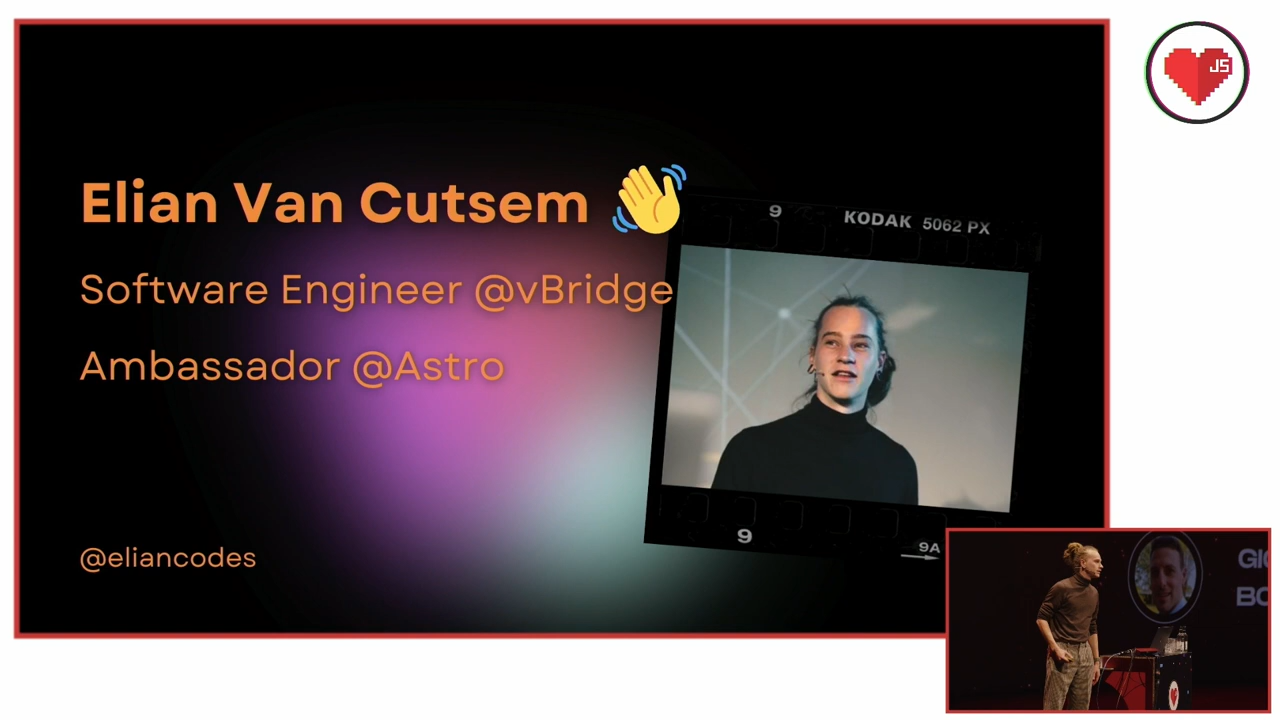 JS
Elian Van Cutsem 👋
9
KODAK 5062 PX
Software Engineer @vBridge
Ambassador @Astro
@eliancodes
9
9A